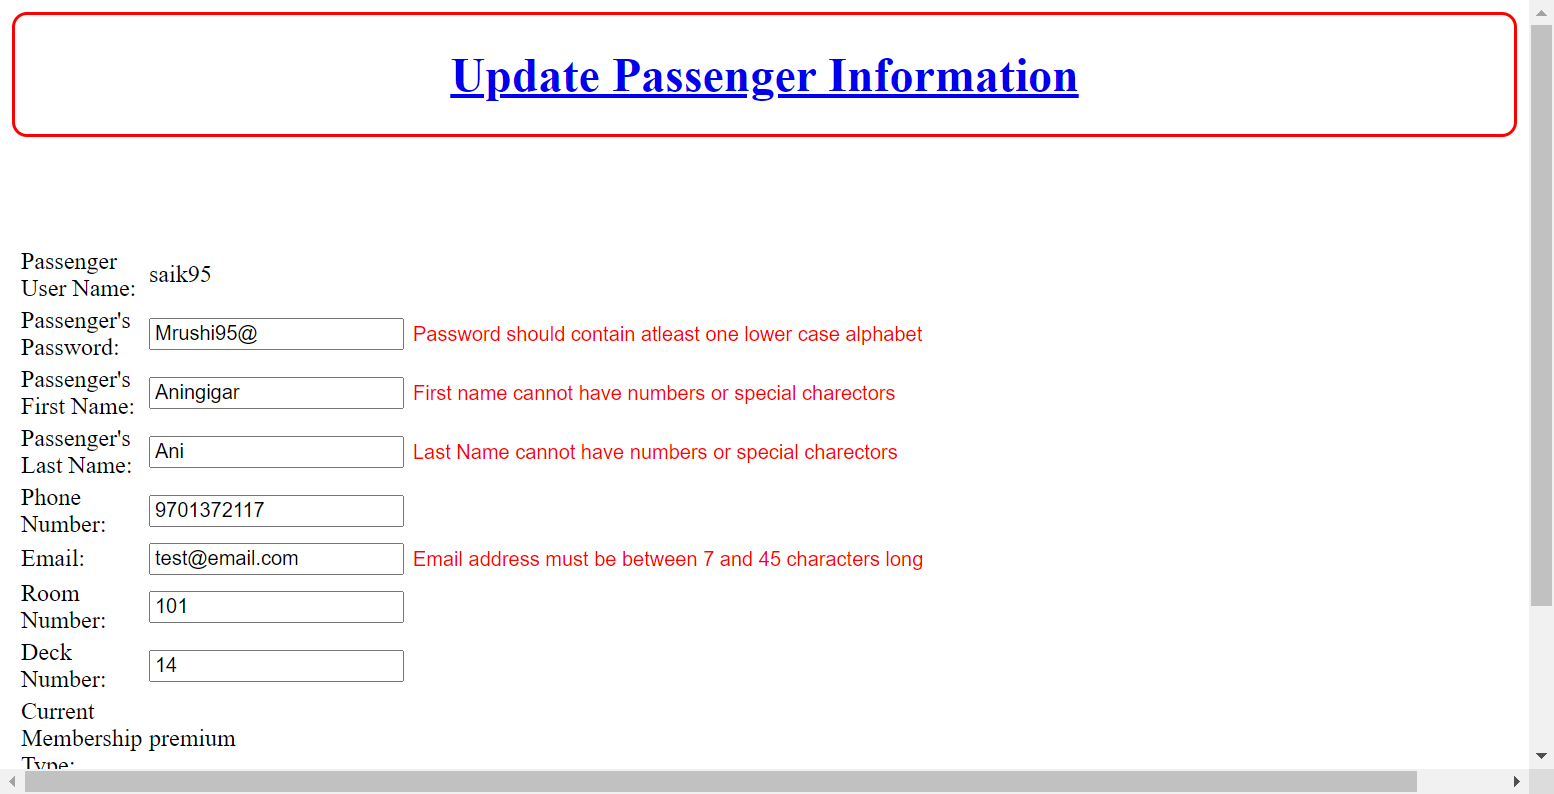 Update Passenger Information
Passenger
User Name:
saik95
Passenger's
Password:
Mrushi95@
Password should contain atleast one lower case alphabet
Passenger's
First Name:
Aningigar
First name cannot have numbers or special charectors
Passenger's
Last Name:
Ani
Last Name cannot have numbers or special charectors
Phone
Number:
9701372117
Email:
test@email.com
Email address must be between 7 and 45 characters long
Room
Number:
101
Deck
Number:
14
Current
Membership
Type:
premium